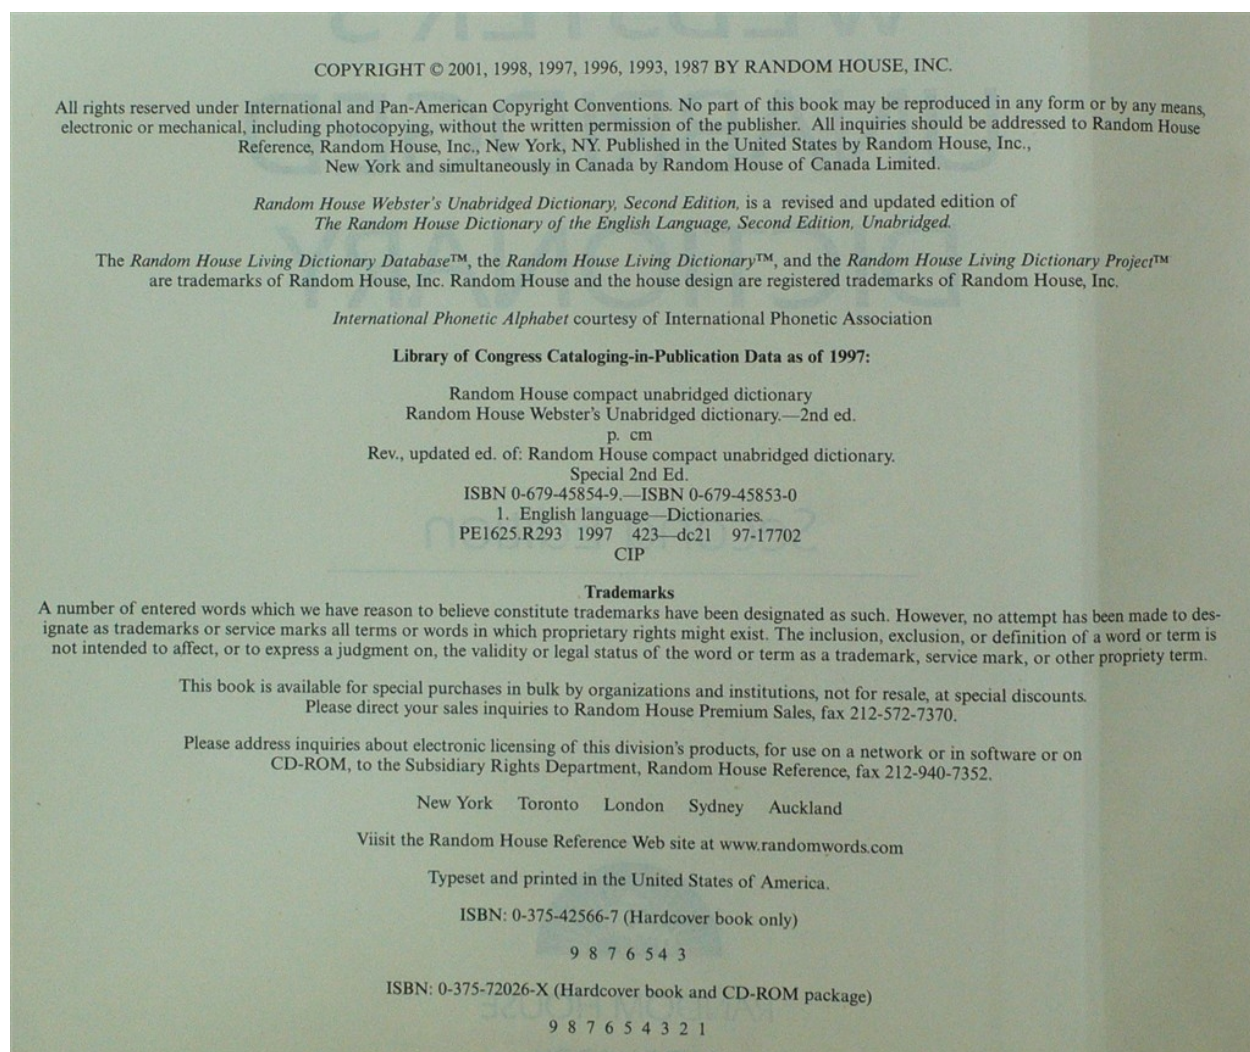 COPYRIGHT © 2001, 1998, 1997, 1996, 1993, 1987 BY RANDOM HOUSE, INC.
All rights reserved under International and Pan-American Copyright Conventions. No part of this book may be reproduced in any form or by any means,
electronic or mechanical, including photocopying, without the written permission of the publisher. All inquiries should be addressed to Random House
Reference, Random House, Inc., New York, NY. Published in the United States by Random House, Inc.,
New York and simultaneously in Canada by Random House of Canada Limited.
Random House Webster's Unabridged Dictionary, Second Edition, is a revised and updated edition of
The Random House Dictionary of the English Language, Second Edition, Unabridged.
The Random House Living Dictionary Database™, the Random House Living Dictionary™, and the Random House Living Dictionary Project™
are trademarks of Random House, Inc. Random House and the house design are registered trademarks of Random House, Inc.
International Phonetic Alphabet courtesy of International Phonetic Association
Library of Congress Cataloging-in-Publication Data as of 1997:
Random House compact unabridged dictionary
Random House Webster's Unabridged dictionary.—2nd ed.
p. cm
Rev., updated ed. of: Random House compact unabridged dictionary.
Special 2nd Ed.
ISBN 0-679-45854-9.—ISBN 0-679-45853-0
1. English language—Dictionaries.
PE1625.R293 1997 423—dc21 97-17702
CIP
Trademarks
A number of entered words which we have reason to believe constitute trademarks have been designated as such. However, no attempt has been made to des-
ignate as trademarks or service marks all terms or words in which proprietary rights might exist. The inclusion, exclusion, or definition of a word or term is
not intended to affect, or to express a judgment on, the validity or legal status of the word or term as a trademark, service mark, or other propriety term.
This book is available for special purchases in bulk by organizations and institutions, not for resale, at special discounts.
Please direct your sales inquiries to Random House Premium Sales, fax 212-572-7370.
Please address inquiries about electronic licensing of this division's products, for use on a network or in software or on
CD-ROM, to the Subsidiary Rights Department, Random House Reference, fax 212-940-7352.
New York Toronto London Sydney Auckland
Viisit the Random House Reference Web site at www.randomwords.com
Typeset and printed in the United States of America.
ISBN: 0-375-42566-7 (Hardcover book only)
9 8 7 6 5 4 3
ISBN: 0-375-72026-X (Hardcover book and CD-ROM package)
9 8 7 6 5 4 3 2 1